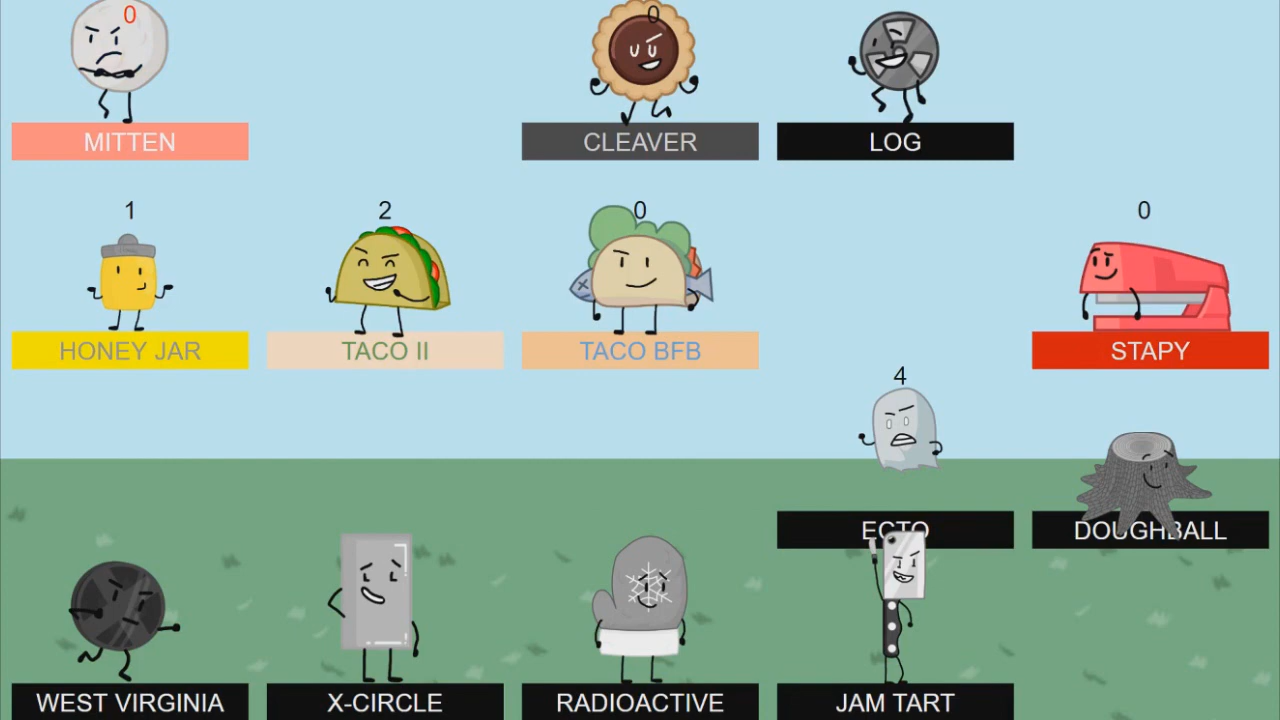 0
0
MITTEN
CLEAVER
LOG
1
2
0
0
HONEY JAR
TACO II
TACO BFB
STAPY
4
ECTO
DOUGHBALL
WEST VIRGINIA
X-CIRCLE
RADIOACTIVE
JAM TART